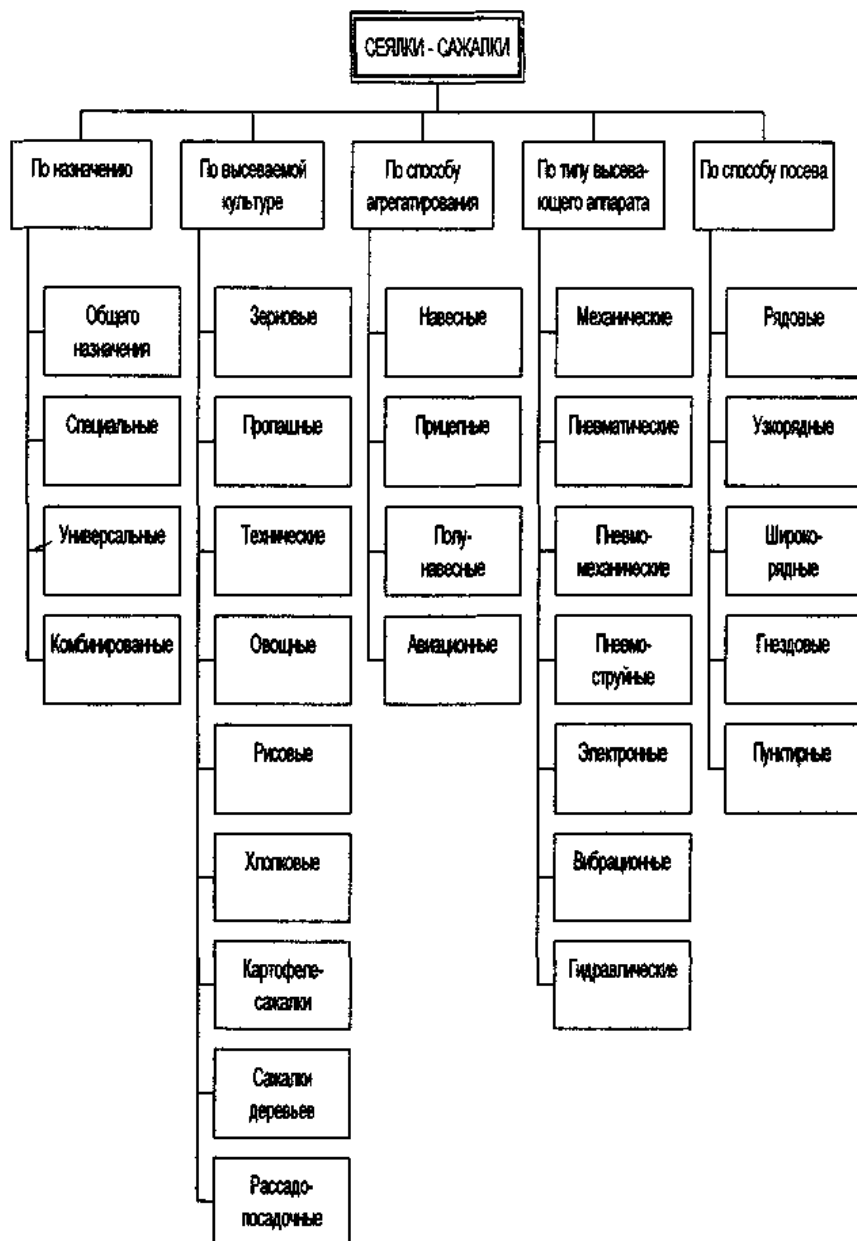 СЕЯЛКИ - САЖАЛКИ
По назначению
По высеваемой
культуре
По способу
агрегатирования
По типу высева-
ющего аппарата
По способу посева
Общего
назначения
Специальные
Универсальные
Комбинированные
Зерновые
Пропашные
Технические
Овощные
Рисовые
Хлопковые
Картофеле-
сажалки
Сажалки
деревьев
Рассадо-
посадочные
Навесные
Прицепные
Полу-
навесные
Авиационные
Механические
Пневматические
Пневмо-
механические
Пневмо-
струйные
Электронные
Вибрационные
Гидравлические
Рядовые
Узкорядные
Широко-
рядные
Гнездовые
Пунктирные